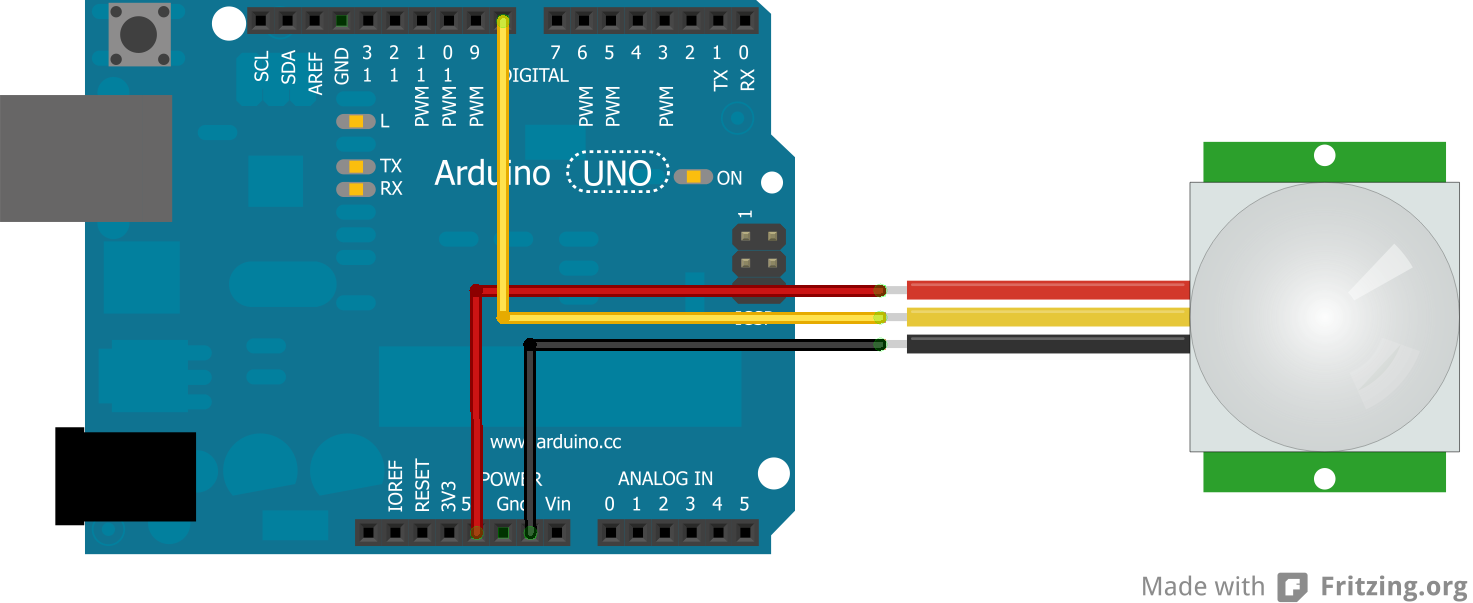 SCL SDA AREF GND 13 12 11 10 9 7 6 5 4 3 2 1 0
PWM PWM PWM DIGITAL PWM PWM PWM TX RX
L
TX
RX
Arduino UNO ON
1
www.arduino.cc
IOREF RESET 3V3 5 POWER Gnd Vin
ANALOG IN
0 1 2 3 4 5
Made with Fritzing.org